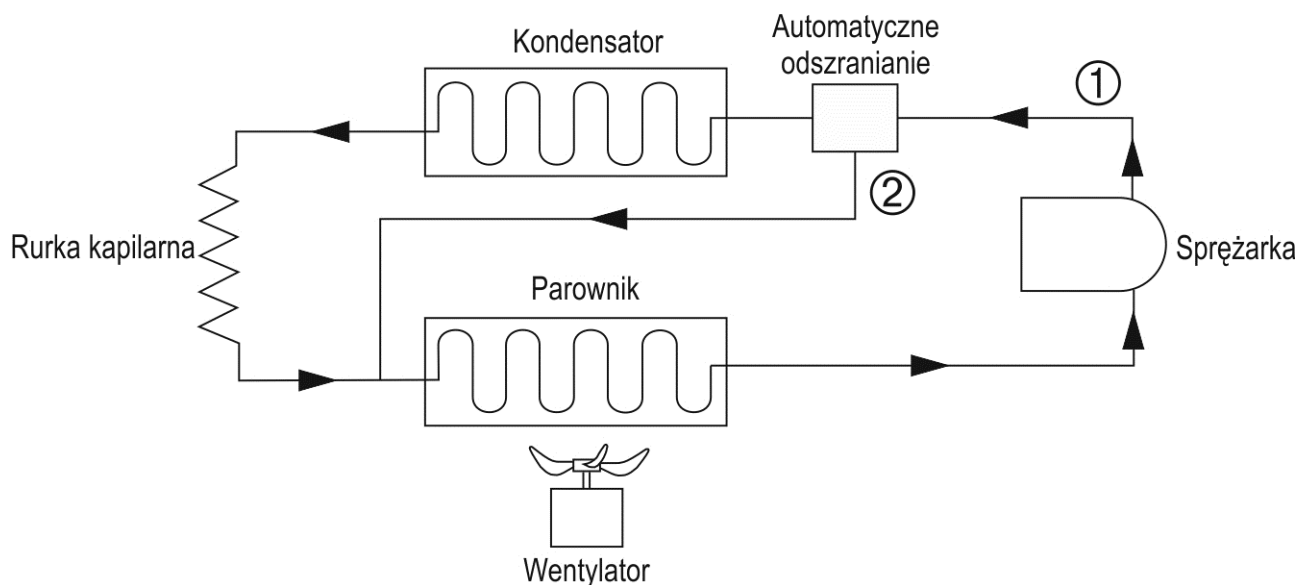 Kondensator
Automatyczne
odszranianie
①
②
Rurka kapilarna
Sprężarka
Parownik
Wentylator